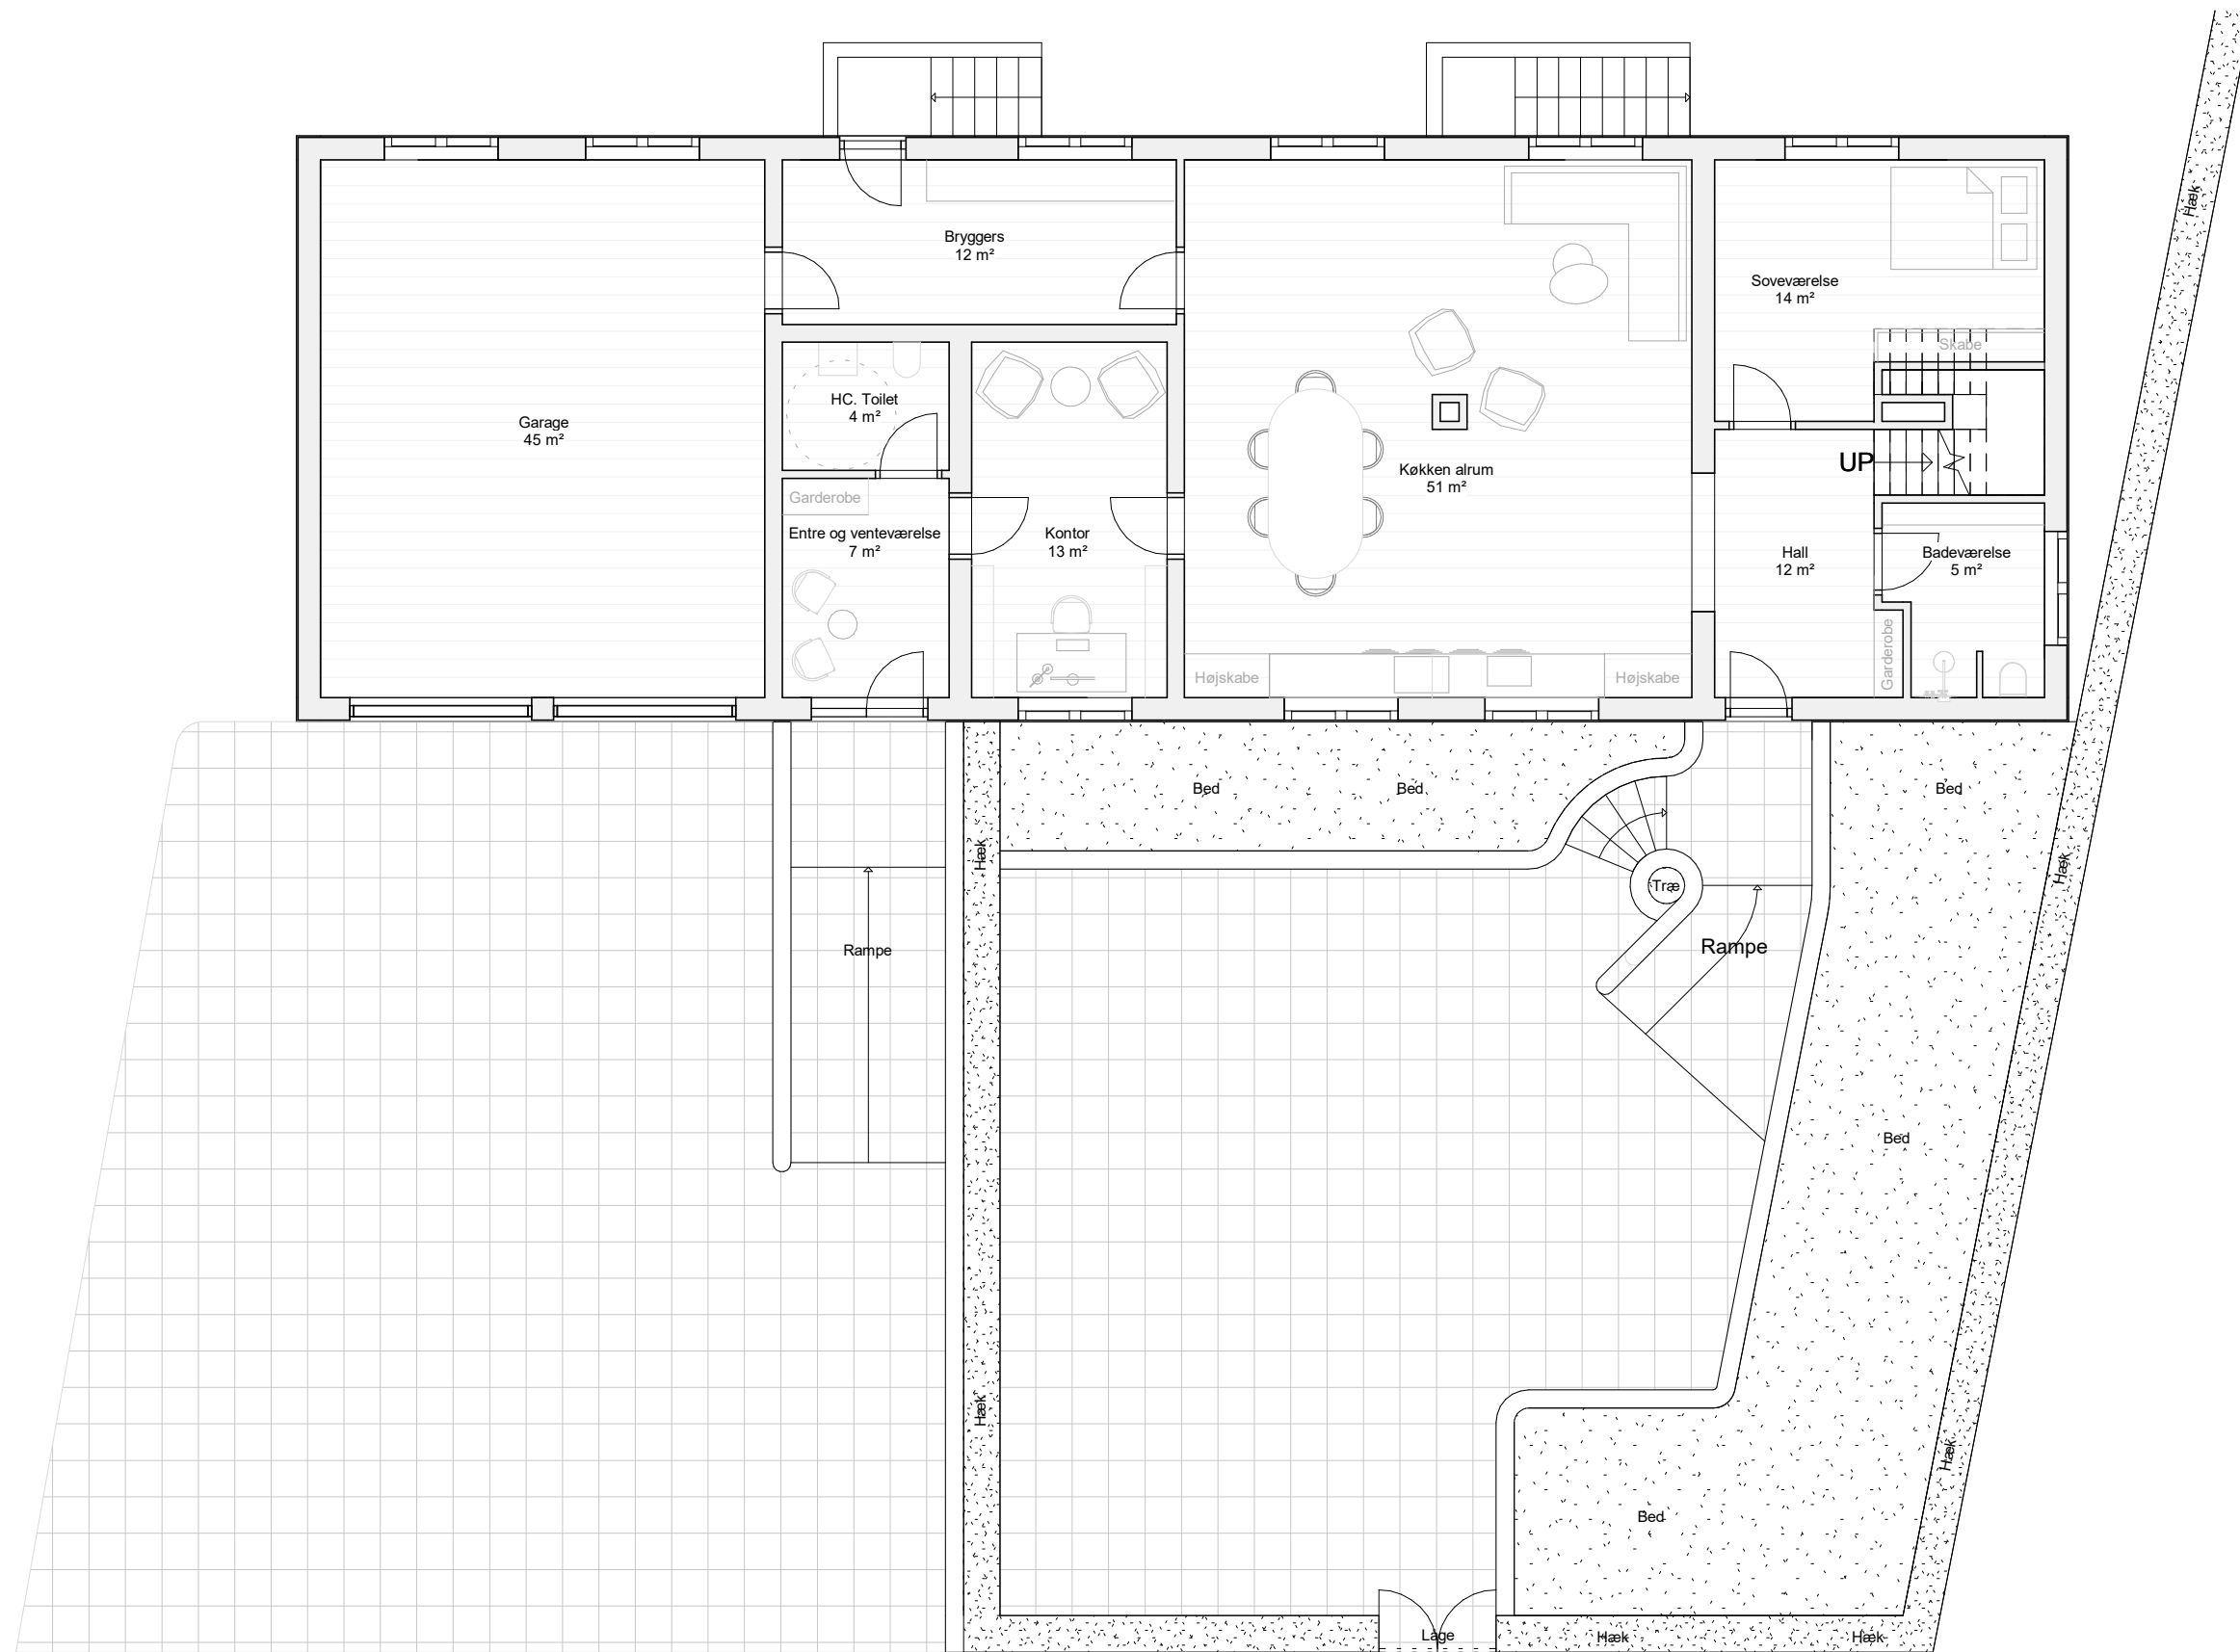 Hæk
Bryggers
12 m²
Soveværelse
14 m²
Skabe
HC. Toilet
4 m²
Garage
45 m²
UP
Køkken alrum
51 m²
Garderobe
Entre og venteværelse
7 m²
Kontor
13 m²
Hall
12 m²
Badeværelse
5 m²
Garderobe
Højskabe
Højskabe
Bed
Bed
Bed
Hæk
Hæk
Træ
Rampe
Rampe
Bed
Hæk
Hæk
Bed
Låge
Hæk
Hæk